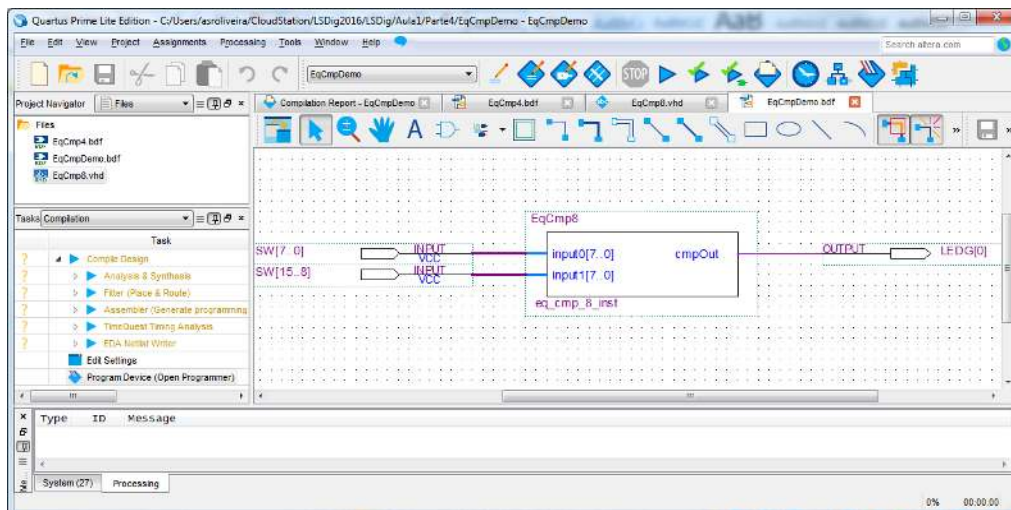 Quartus Prime Lite Edition - C:/Users/asroliveira/CloudStation/LSDig2016/LSDig/Aula1/Parte4/EqCmpDemo - EqCmpDemo
File Edit View Project Assignments Processing Tools Window Help
Search altera.com
EqCmpDemo
STOP
Project Navigator Files
Compilation Report - EqCmpDemo
EqCmp4.bdf
EqCmp8.vhd
EqCmpDemo.bdf
Files
EqCmp4.bdf
EqCmpDemo.bdf
EqCmp8.vhd
A
Tasks Compilation
Task
Compile Design
Analysis & Synthesis
Fitter (Place & Route)
Assembler (Generate programming
TimeQuest Timing Analysis
EDA Netlist Writer
Edit Settings
Program Device (Open Programmer)
EqCmp8
SW[7..0] INPUT VCC
input0[7..0] cmpOut
OUTPUT LEDG[0]
SW[15..8] INPUT VCC
input1[7..0]
eq_cmp_8_inst
Type ID Message
System (27) Processing
0% 00:00:00